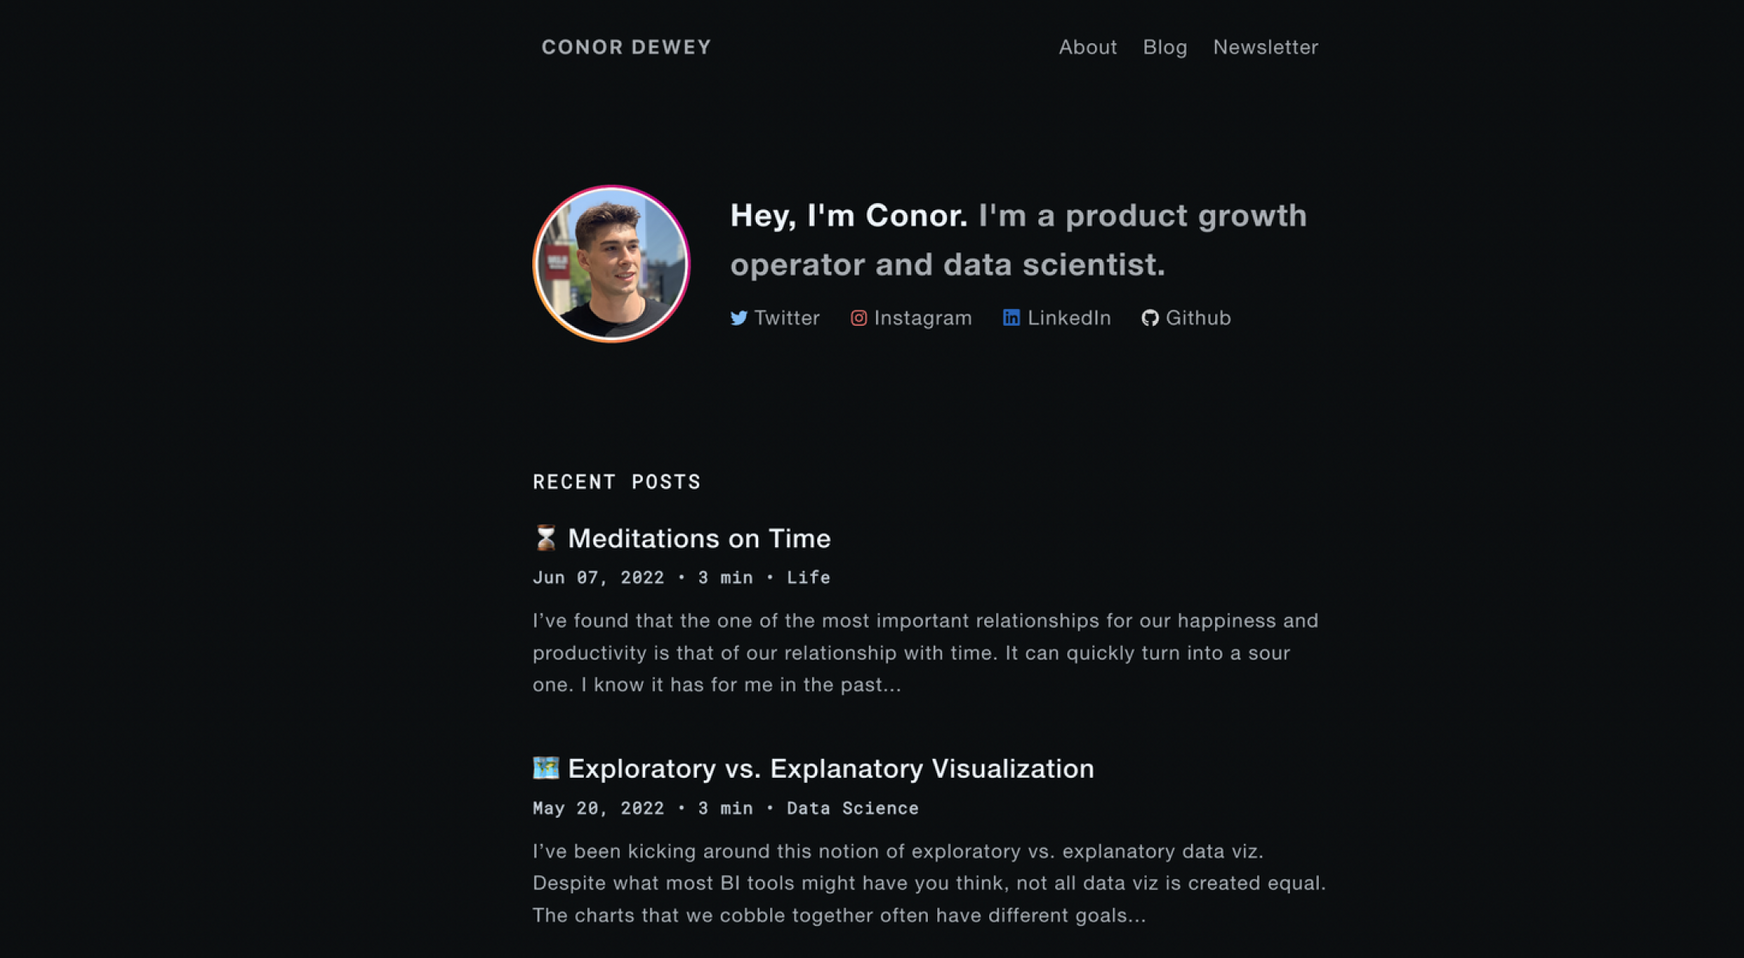 CONOR DEWEY
About Blog Newsletter
Hey, I'm Conor. I'm a product growth
operator and data scientist.
Twitter Instagram LinkedIn Github
RECENT POSTS
⏳ Meditations on Time
Jun 07, 2022 • 3 min • Life
I’ve found that the one of the most important relationships for our happiness and
productivity is that of our relationship with time. It can quickly turn into a sour
one. I know it has for me in the past...
🗺️ Exploratory vs. Explanatory Visualization
May 20, 2022 • 3 min • Data Science
I’ve been kicking around this notion of exploratory vs. explanatory data viz.
Despite what most BI tools might have you think, not all data viz is created equal.
The charts that we cobble together often have different goals...